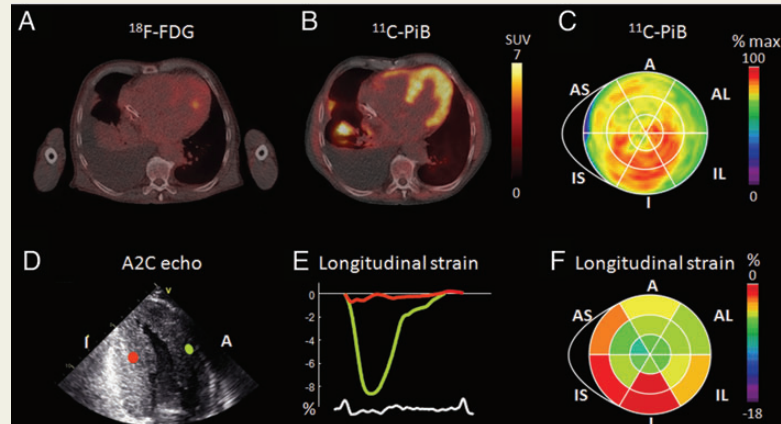 A
18F-FDG
B
11C-PiB
SUV
7
0
C
11C-PiB
% max
100
0
A
AS
AL
IS
IL
I
D
A2C echo
V
I
A
E
Longitudinal strain
0
-2
-4
-6
-8
%
F
Longitudinal strain
%
0
-18
A
AS
AL
IS
IL
I